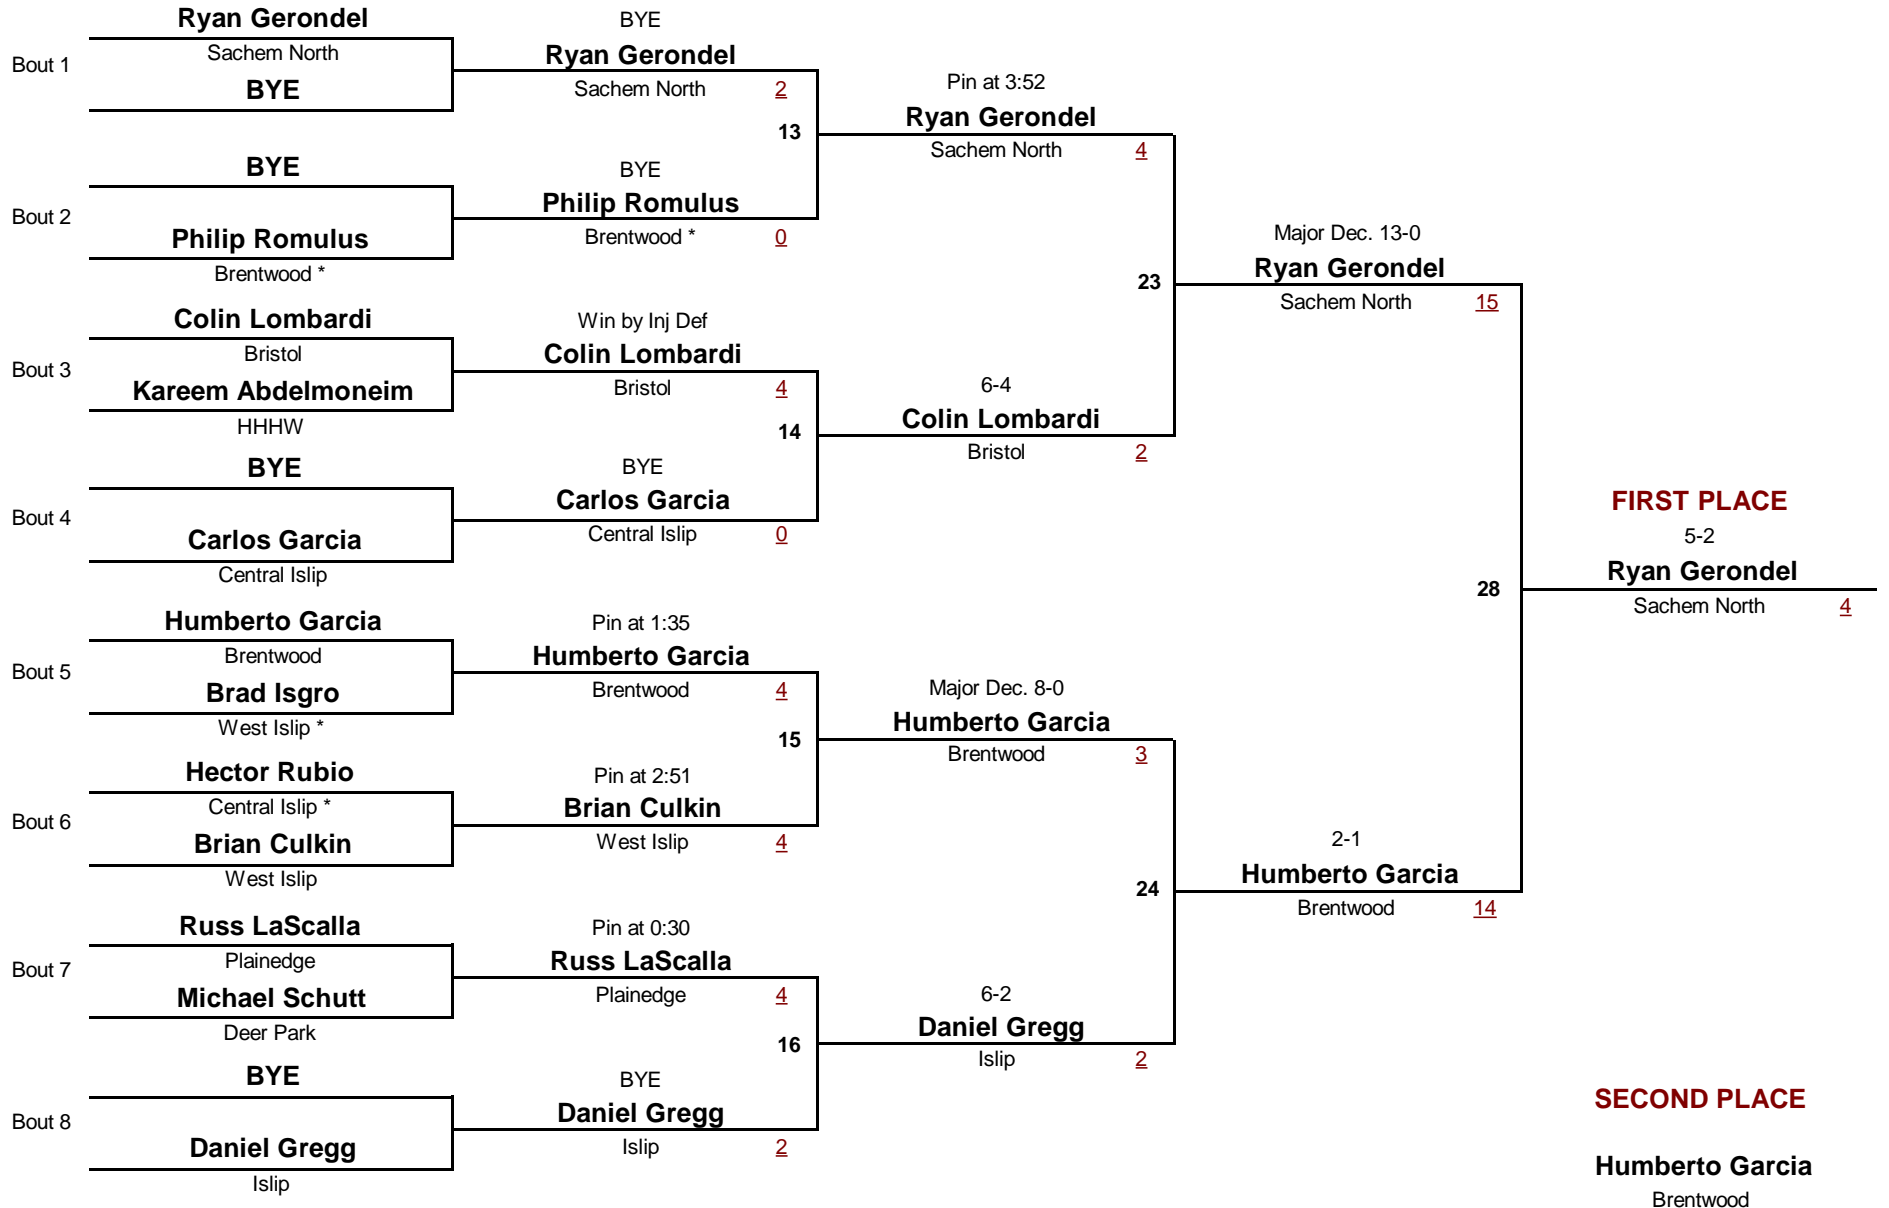 Bout 1
Ryan Gerondel
Sachem North
BYE
Bout 2
BYE
Philip Romulus
Brentwood *
Bout 3
Colin Lombardi
Bristol
Kareem Abdelmoneim
HHHW
Bout 4
BYE
Carlos Garcia
Central Islip
Bout 5
Humberto Garcia
Brentwood
Brad Isgro
West Islip *
Bout 6
Hector Rubio
Central Islip *
Brian Culkin
West Islip
Bout 7
Russ LaScalla
Plainedge
Michael Schutt
Deer Park
Bout 8
BYE
Daniel Gregg
Islip
BYE
Ryan Gerondel
Sachem North 2
13
BYE
Philip Romulus
Brentwood * 0
Win by Inj Def
Colin Lombardi
Bristol 4
14
BYE
Carlos Garcia
Central Islip 0
Pin at 1:35
Humberto Garcia
Brentwood 4
15
Pin at 2:51
Brian Culkin
West Islip 4
Pin at 0:30
Russ LaScalla
Plainedge 4
16
BYE
Daniel Gregg
Islip 2
Pin at 3:52
Ryan Gerondel
Sachem North 4
23
6-4
Colin Lombardi
Bristol 2
Major Dec. 8-0
Humberto Garcia
Brentwood 3
24
6-2
Daniel Gregg
Islip 2
Major Dec. 13-0
Ryan Gerondel
Sachem North 15
28
2-1
Humberto Garcia
Brentwood 14
FIRST PLACE
5-2
Ryan Gerondel
Sachem North 4
SECOND PLACE
Humberto Garcia
Brentwood